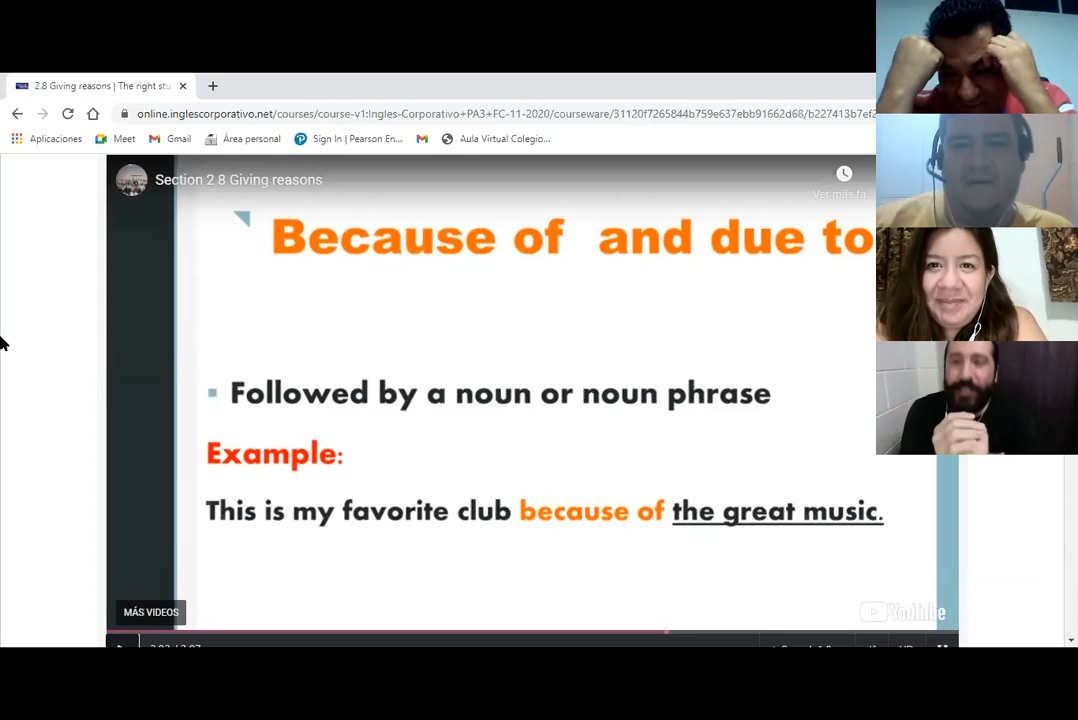 2.8 Giving reasons | The right stu
online.inglescorporativo.net/courses/course-v1:Ingles-Corporativo+PA3+FC-11-2020/courseware/31120f7265844b759e637ebb91662d68/b227413b7ef2
Aplicaciones Meet Gmail Área personal Sign In | Pearson En... Aula Virtual Colegio...
Section 2 8 Giving reasons
Ver más ta...
Because of and due to
Followed by a noun or noun phrase
Example:
This is my favorite club because of the great music.
MÁS VIDEOS
YouTube